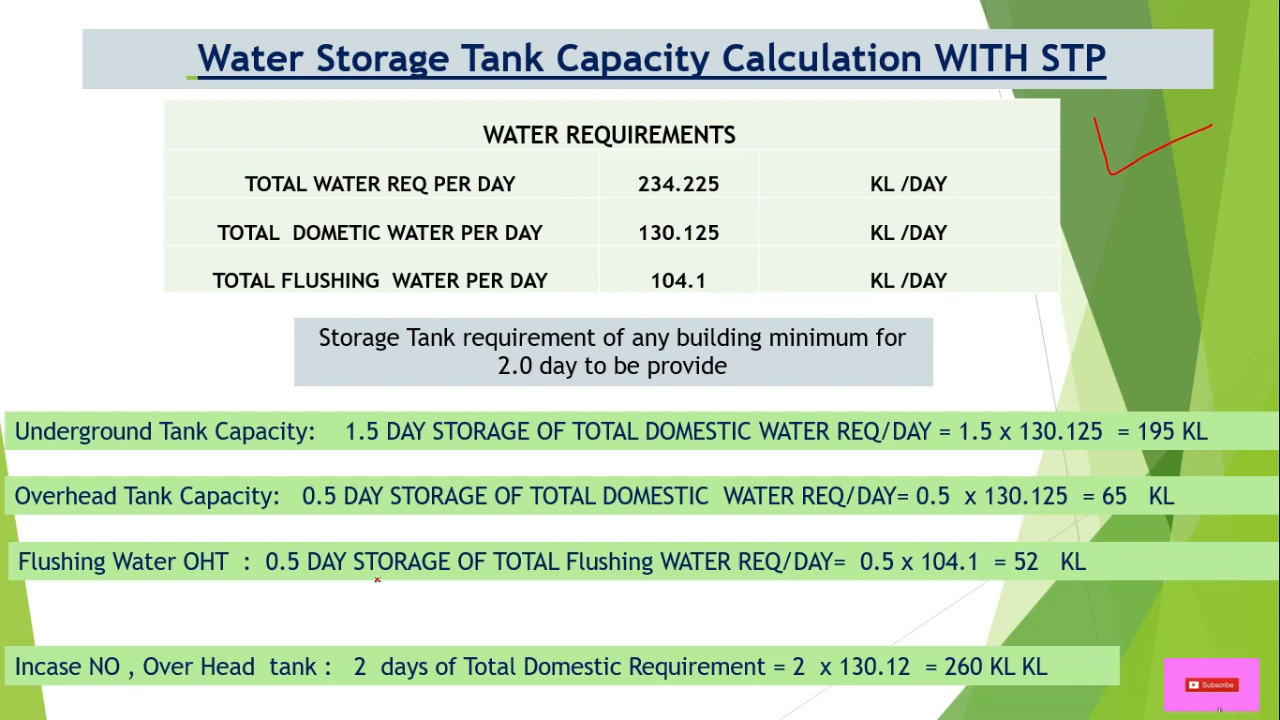 Water Storage Tank Capacity Calculation WITH STP
WATER REQUIREMENTS
TOTAL WATER REQ PER DAY 234.225 KL /DAY
TOTAL DOMETIC WATER PER DAY 130.125 KL /DAY
TOTAL FLUSHING WATER PER DAY 104.1 KL /DAY
Storage Tank requirement of any building minimum for
2.0 day to be provide
Underground Tank Capacity: 1.5 DAY STORAGE OF TOTAL DOMESTIC WATER REQ/DAY = 1.5 x 130.125 = 195 KL
Overhead Tank Capacity: 0.5 DAY STORAGE OF TOTAL DOMESTIC WATER REQ/DAY= 0.5 x 130.125 = 65 KL
Flushing Water OHT : 0.5 DAY STORAGE OF TOTAL Flushing WATER REQ/DAY= 0.5 x 104.1 = 52 KL
Incase NO , Over Head tank : 2 days of Total Domestic Requirement = 2 x 130.12 = 260 KL KL
Subscribe